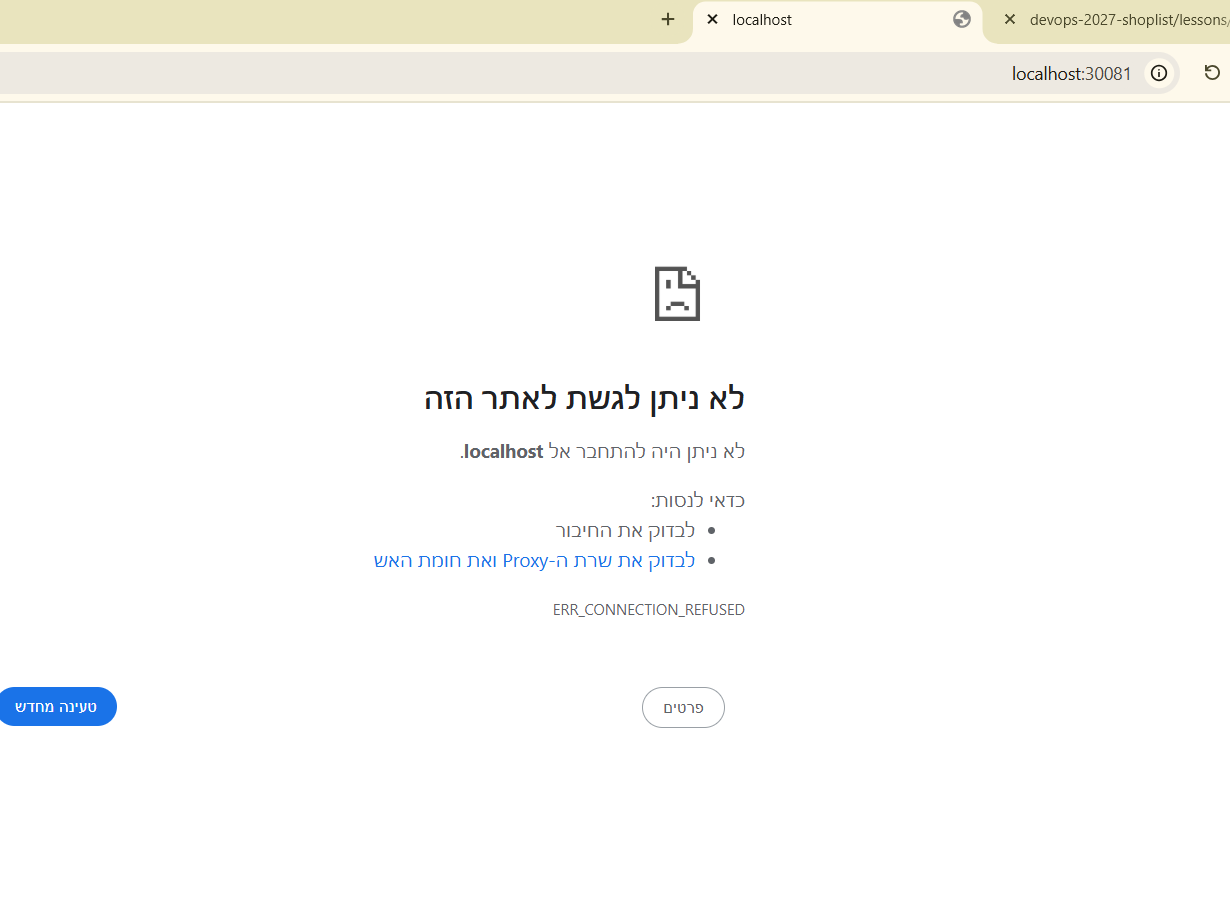 localhost
devops-2027-shoplist/lessons/
localhost:30081
לא ניתן לגשת לאתר הזה
לא ניתן היה להתחבר אל localhost.
כדאי לנסות:
לבדוק את החיבור
לבדוק את שרת ה-Proxy ואת חומת האש
ERR_CONNECTION_REFUSED
פרטים
טעינה מחדש